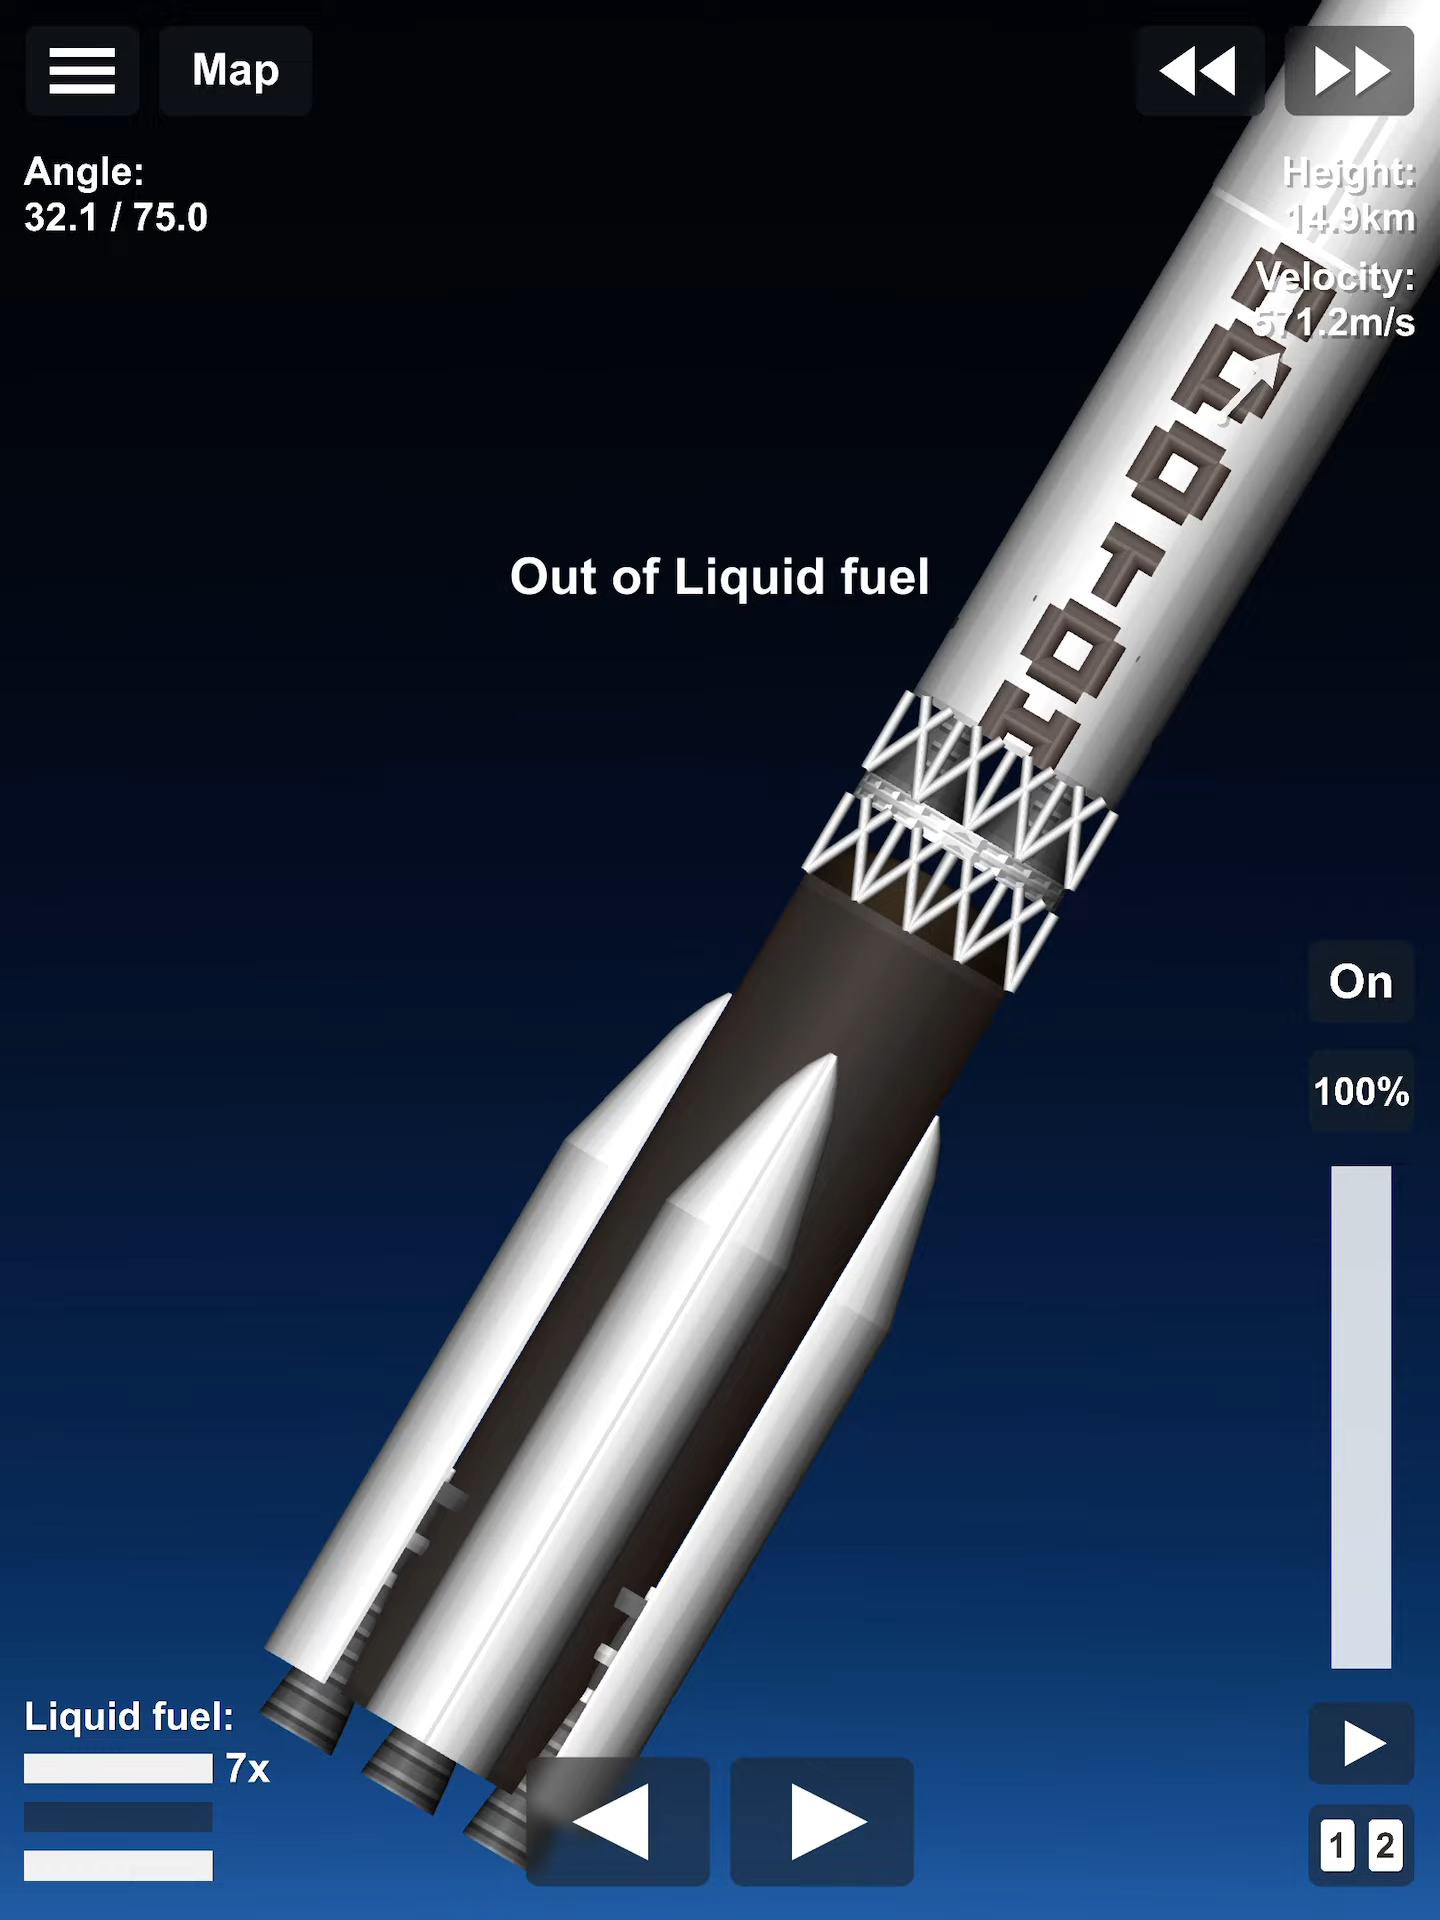 Map
Angle:
32.1 / 75.0
Height:
14.9km
Velocity:
571.2m/s
ПРОТОН
Out of Liquid fuel
On
100%
Liquid fuel:
7x
1 2